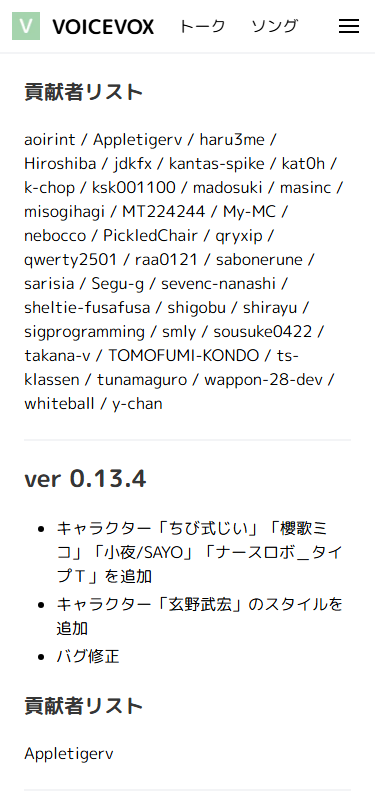 V VOICEVOX トーク ソング
貢献者リスト
aoirint / Appletigerv / haru3me /
Hiroshiba / jdkfx / kantas-spike / kat0h /
k-chop / ksk001100 / madosuki / masinc /
misogihagi / MT224244 / My-MC /
nebocco / PickledChair / qryxip /
qwerty2501 / raa0121 / sabonerune /
sarisia / Segu-g / sevenc-nanashi /
sheltie-fusafusa / shigobu / shirayu /
sigprogramming / smly / sousuke0422 /
takana-v / TOMOFUMI-KONDO / ts-
klassen / tunamaguro / wappon-28-dev /
whiteball / y-chan
ver 0.13.4
• キャラクター「ちび式じい」「櫻歌ミ
コ」「小夜/SAYO」「ナースロボ＿タイ
プＴ」を追加
• キャラクター「玄野武宏」のスタイルを
追加
• バグ修正
貢献者リスト
Appletigerv